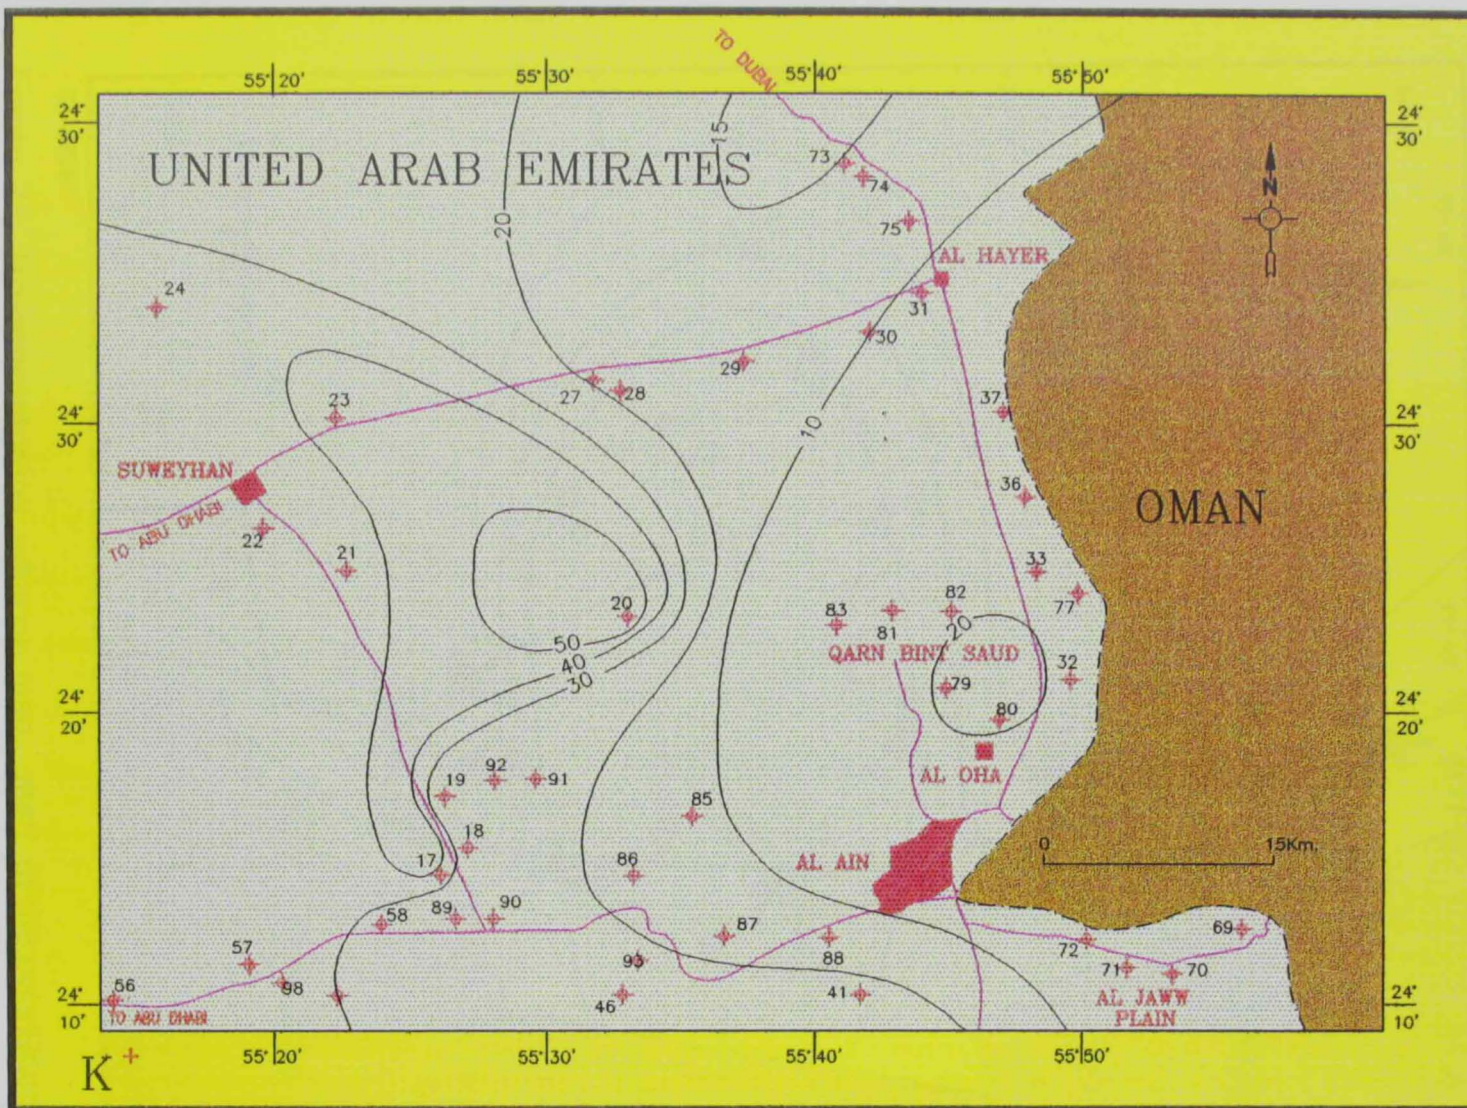 TO DUBAI
55° 20' 55° 30' 55° 40' 55° 50'
24° 30' 24° 30'
UNITED ARAB EMIRATES
15
73
74
20
75
AL HAYER
N
24
31
30
29
27 28
23
37
24° 30' 24° 30'
10
SUWEYHAN
36
OMAN
TO ABU DHABI
22
21
33
77
20
83 81 82
20
50
40
30
QARN BINT SAUD
32
79
80
24° 20' 24° 20'
AL OHA
19 92 91
85
18
17
86
AL AIN
0 15Km.
58 89 90
87
88
72
69
57
98
93
71 70
56
46
41
AL JAWW
PLAIN
24° 10' 24° 10'
TO ABU DHABI
K
55° 20' 55° 30' 55° 40' 55° 50'